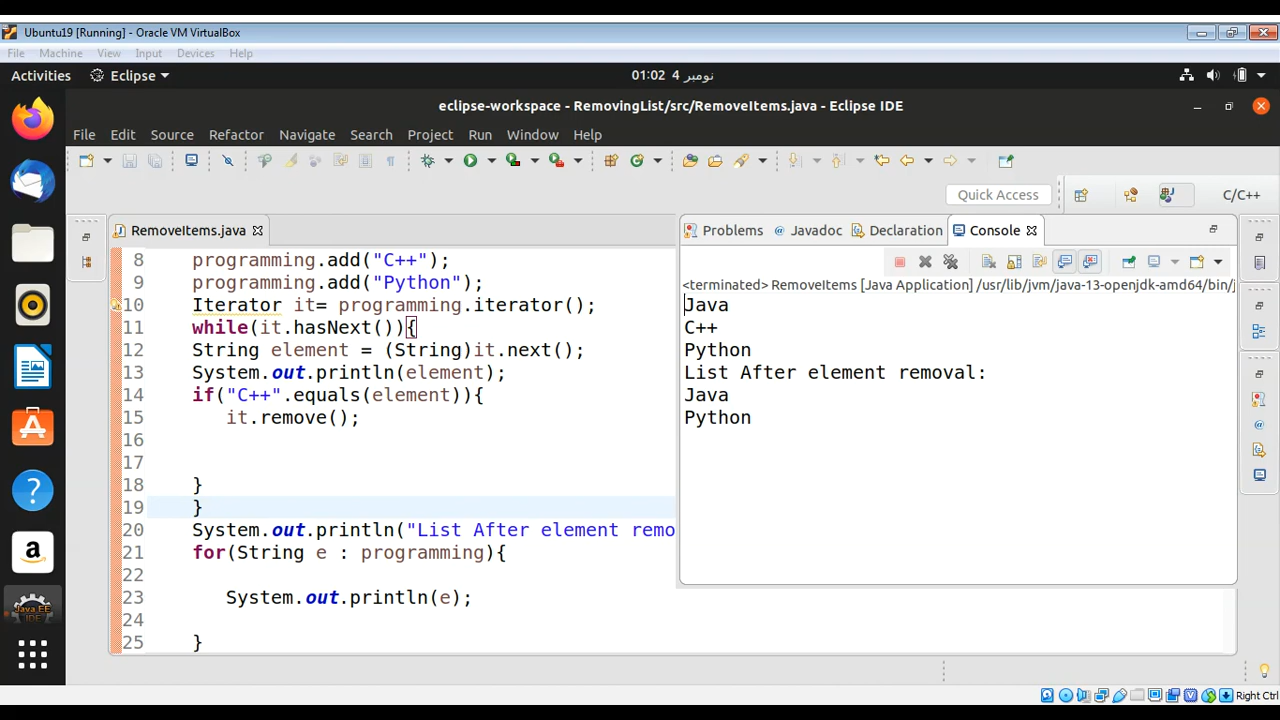 Ubuntu19 [Running] - Oracle VM VirtualBox
File Machine View Input Devices Help
Activities Eclipse 01:02 نومبر 4
eclipse-workspace - RemovingList/src/RemoveItems.java - Eclipse IDE
File Edit Source Refactor Navigate Search Project Run Window Help
Quick Access C/C++
RemoveItems.java
8 programming.add("C++");
9 programming.add("Python");
10 Iterator it= programming.iterator();
11 while(it.hasNext()){
12 String element = (String)it.next();
13 System.out.println(element);
14 if("C++".equals(element)){
15 it.remove();
16
17
18 }
19 }
20 System.out.println("List After element remo
21 for(String e : programming){
22
23 System.out.println(e);
24
25 }
Problems @ Javadoc Declaration Console
<terminated> RemoveItems [Java Application] /usr/lib/jvm/java-13-openjdk-amd64/bin/j
Java
C++
Python
List After element removal:
Java
Python
Java EE
IDE
Right Ctrl